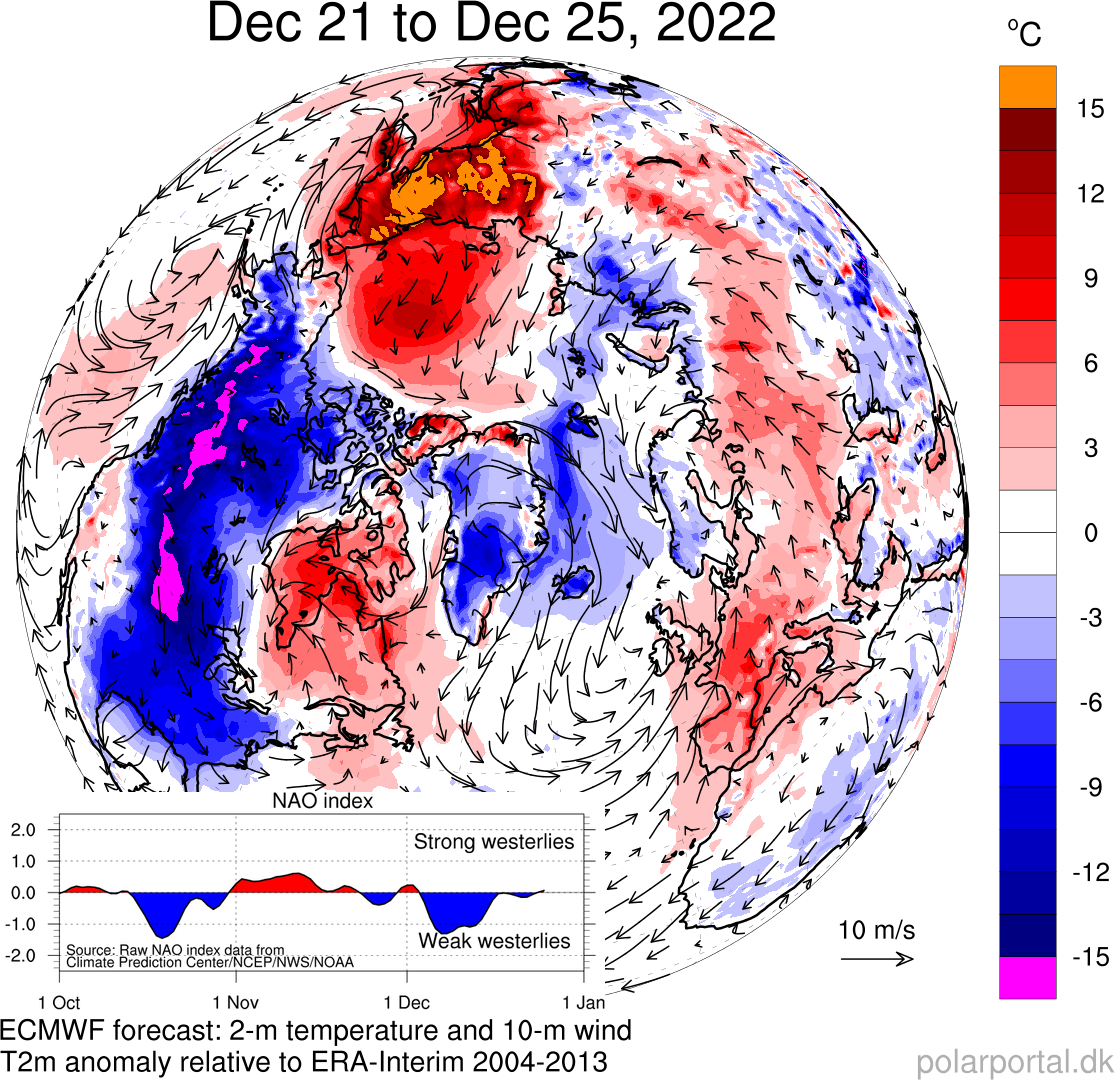 Dec 21 to Dec 25, 2022
oC
15
12
9
6
3
0
-3
-6
-9
-12
-15
10 m/s
NAO index
2.0
1.0
0.0
-1.0
-2.0
Strong westerlies
Weak westerlies
Source: Raw NAO index data from
Climate Prediction Center/NCEP/NWS/NOAA
1 Oct
1 Nov
1 Dec
1 Jan
ECMWF forecast: 2-m temperature and 10-m wind
T2m anomaly relative to ERA-Interim 2004-2013
polarportal.dk